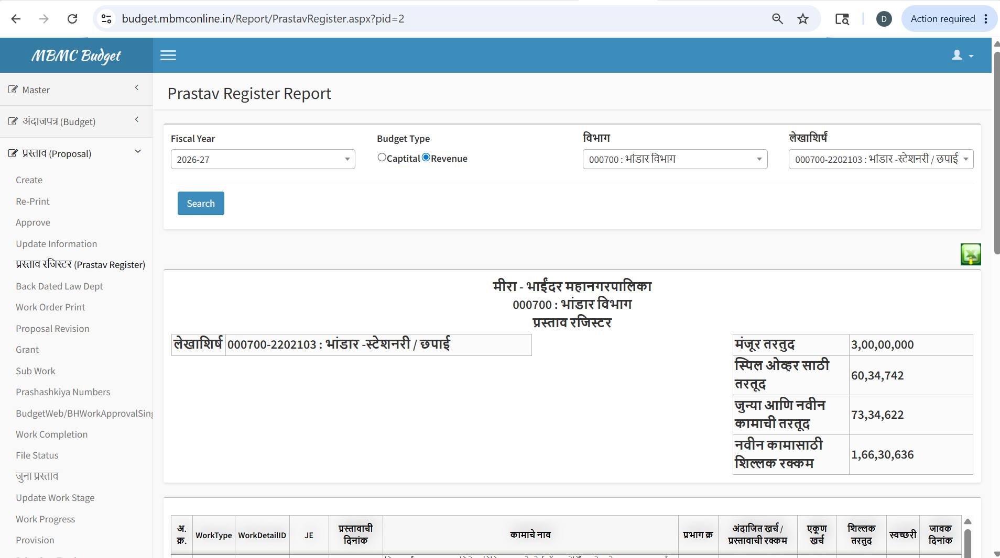 budget.mbmconline.in/Report/PrastavRegister.aspx?pid=2
D
Action required
MBMC Budget
Master
अंदाजपत्र (Budget)
प्रस्ताव (Proposal)
Create
Re-Print
Approve
Update Information
प्रस्ताव रजिस्टर (Prastav Register)
Back Dated Law Dept
Work Order Print
Proposal Revision
Grant
Sub Work
Prashashkiya Numbers
BudgetWeb/BHWorkApprovalSing
Work Completion
File Status
जुना प्रस्ताव
Update Work Stage
Work Progress
Provision
Prastav Register Report
Fiscal Year
2026-27
Budget Type
Captital Revenue
विभाग
000700 : भांडार विभाग
लेखाशिर्षं
000700-2202103 : भांडार -स्टेशनरी / छपाई
Search
मीरा - भाईंदर महानगरपालिका
000700 : भांडार विभाग
प्रस्ताव रजिस्टर
लेखाशिर्ष 000700-2202103 : भांडार -स्टेशनरी / छपाई
मंजूर तरतुद 3,00,00,000
स्पिल ओव्हर साठी
तरतूद
60,34,742
जुन्या आणि नवीन
कामाची तरतूद
73,34,622
नवीन कामासाठी
शिल्लक रक्कम
1,66,30,636
अ.
क्र.
WorkType
WorkDetailID
JE
प्रस्तावाची
दिनांक
कामाचे नाव
प्रभाग क्र
अंदाजित खर्च /
प्रस्तावाची रक्कम
एकूण
खर्च
शिल्लक
तरतुद
स्वच्छरी
जावक
दिनांक